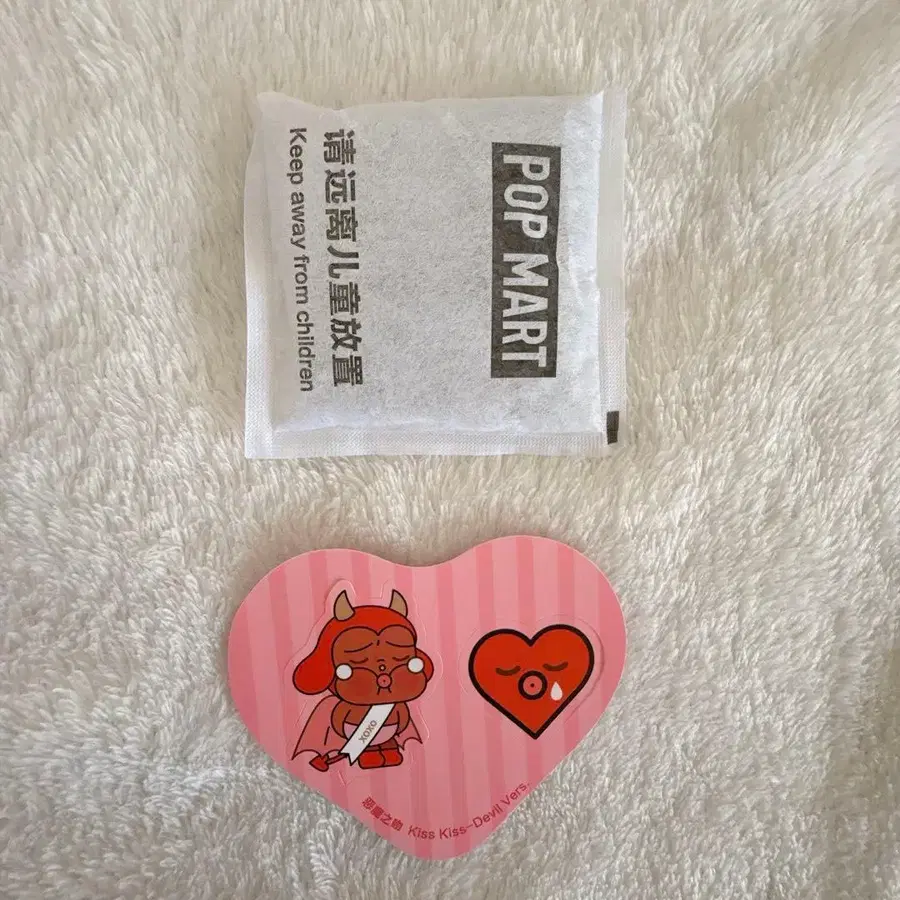 POP MART
请远离儿童放置
Keep away from children
XOXO
恶魔之吻 Kiss Kiss-Devil Vers.